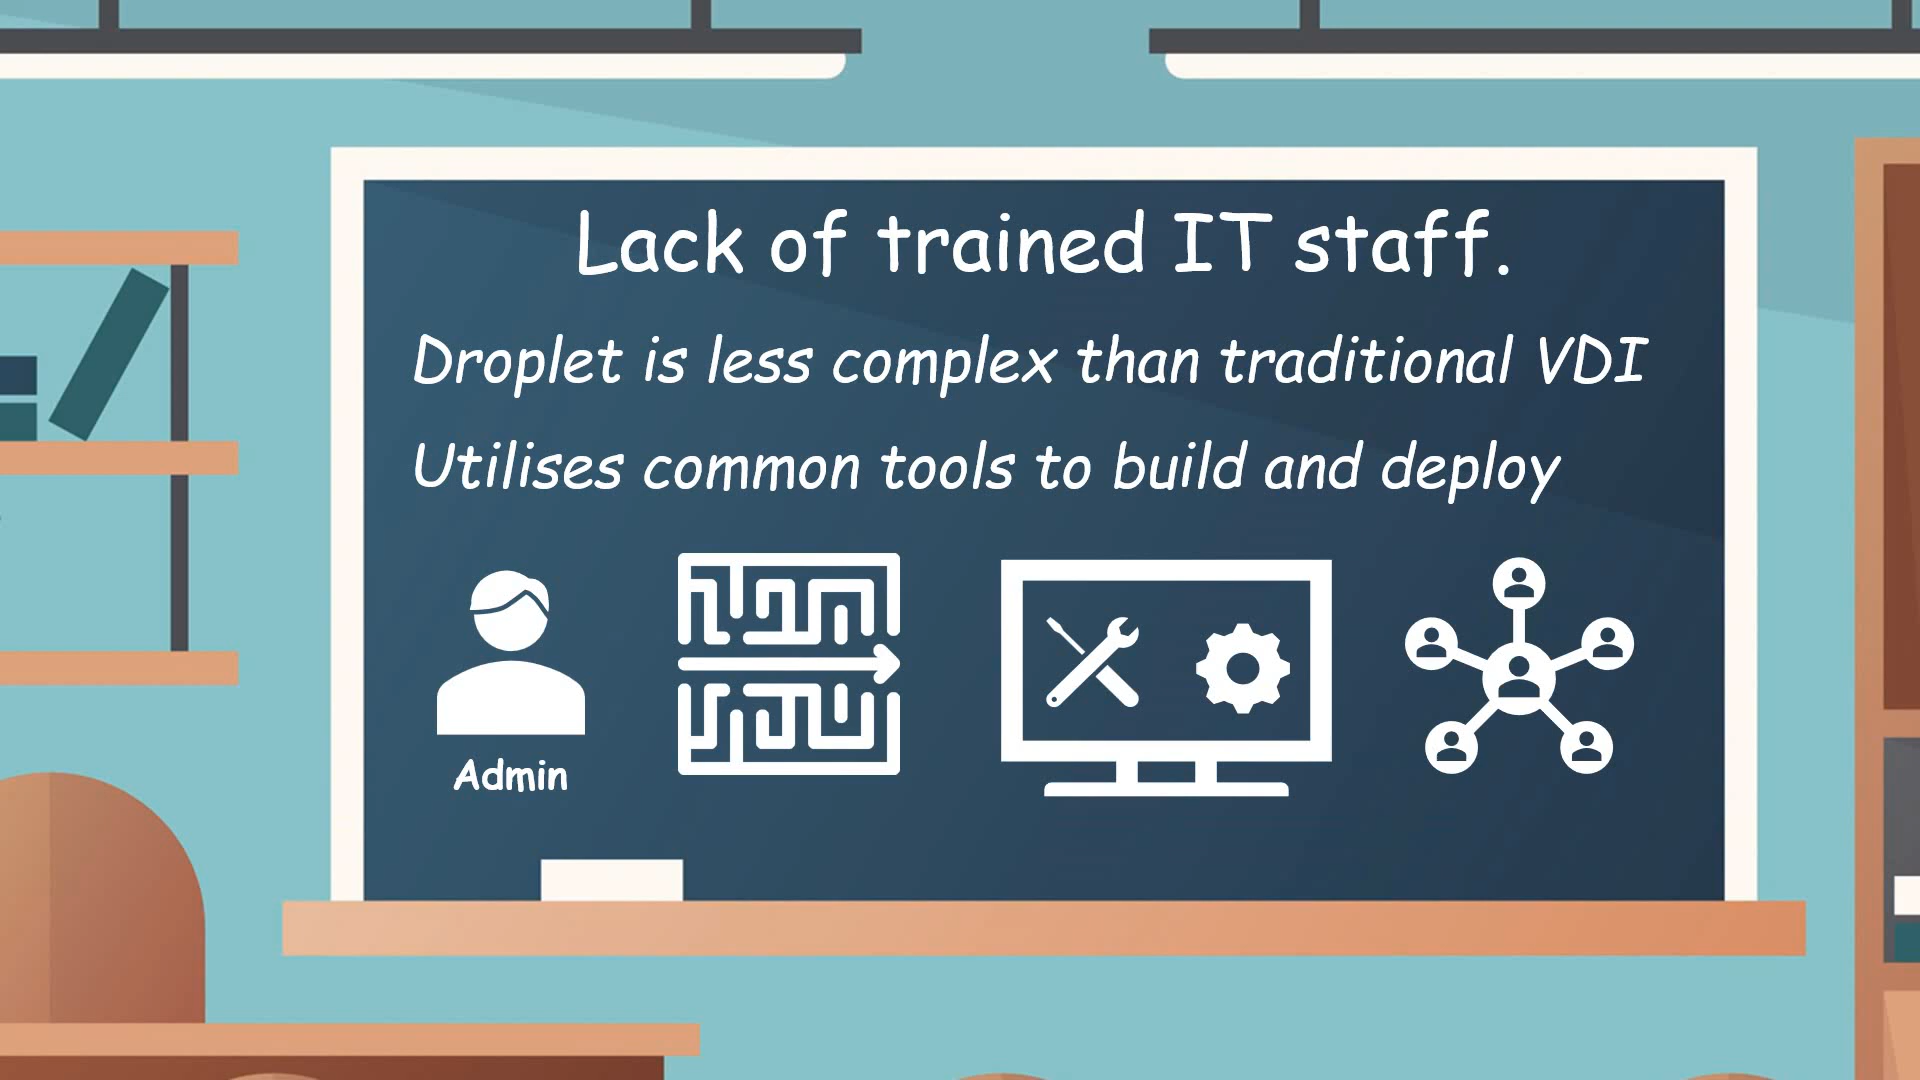 Lack of trained IT staff.
Droplet is less complex than traditional VDI
Utilises common tools to build and deploy
Admin